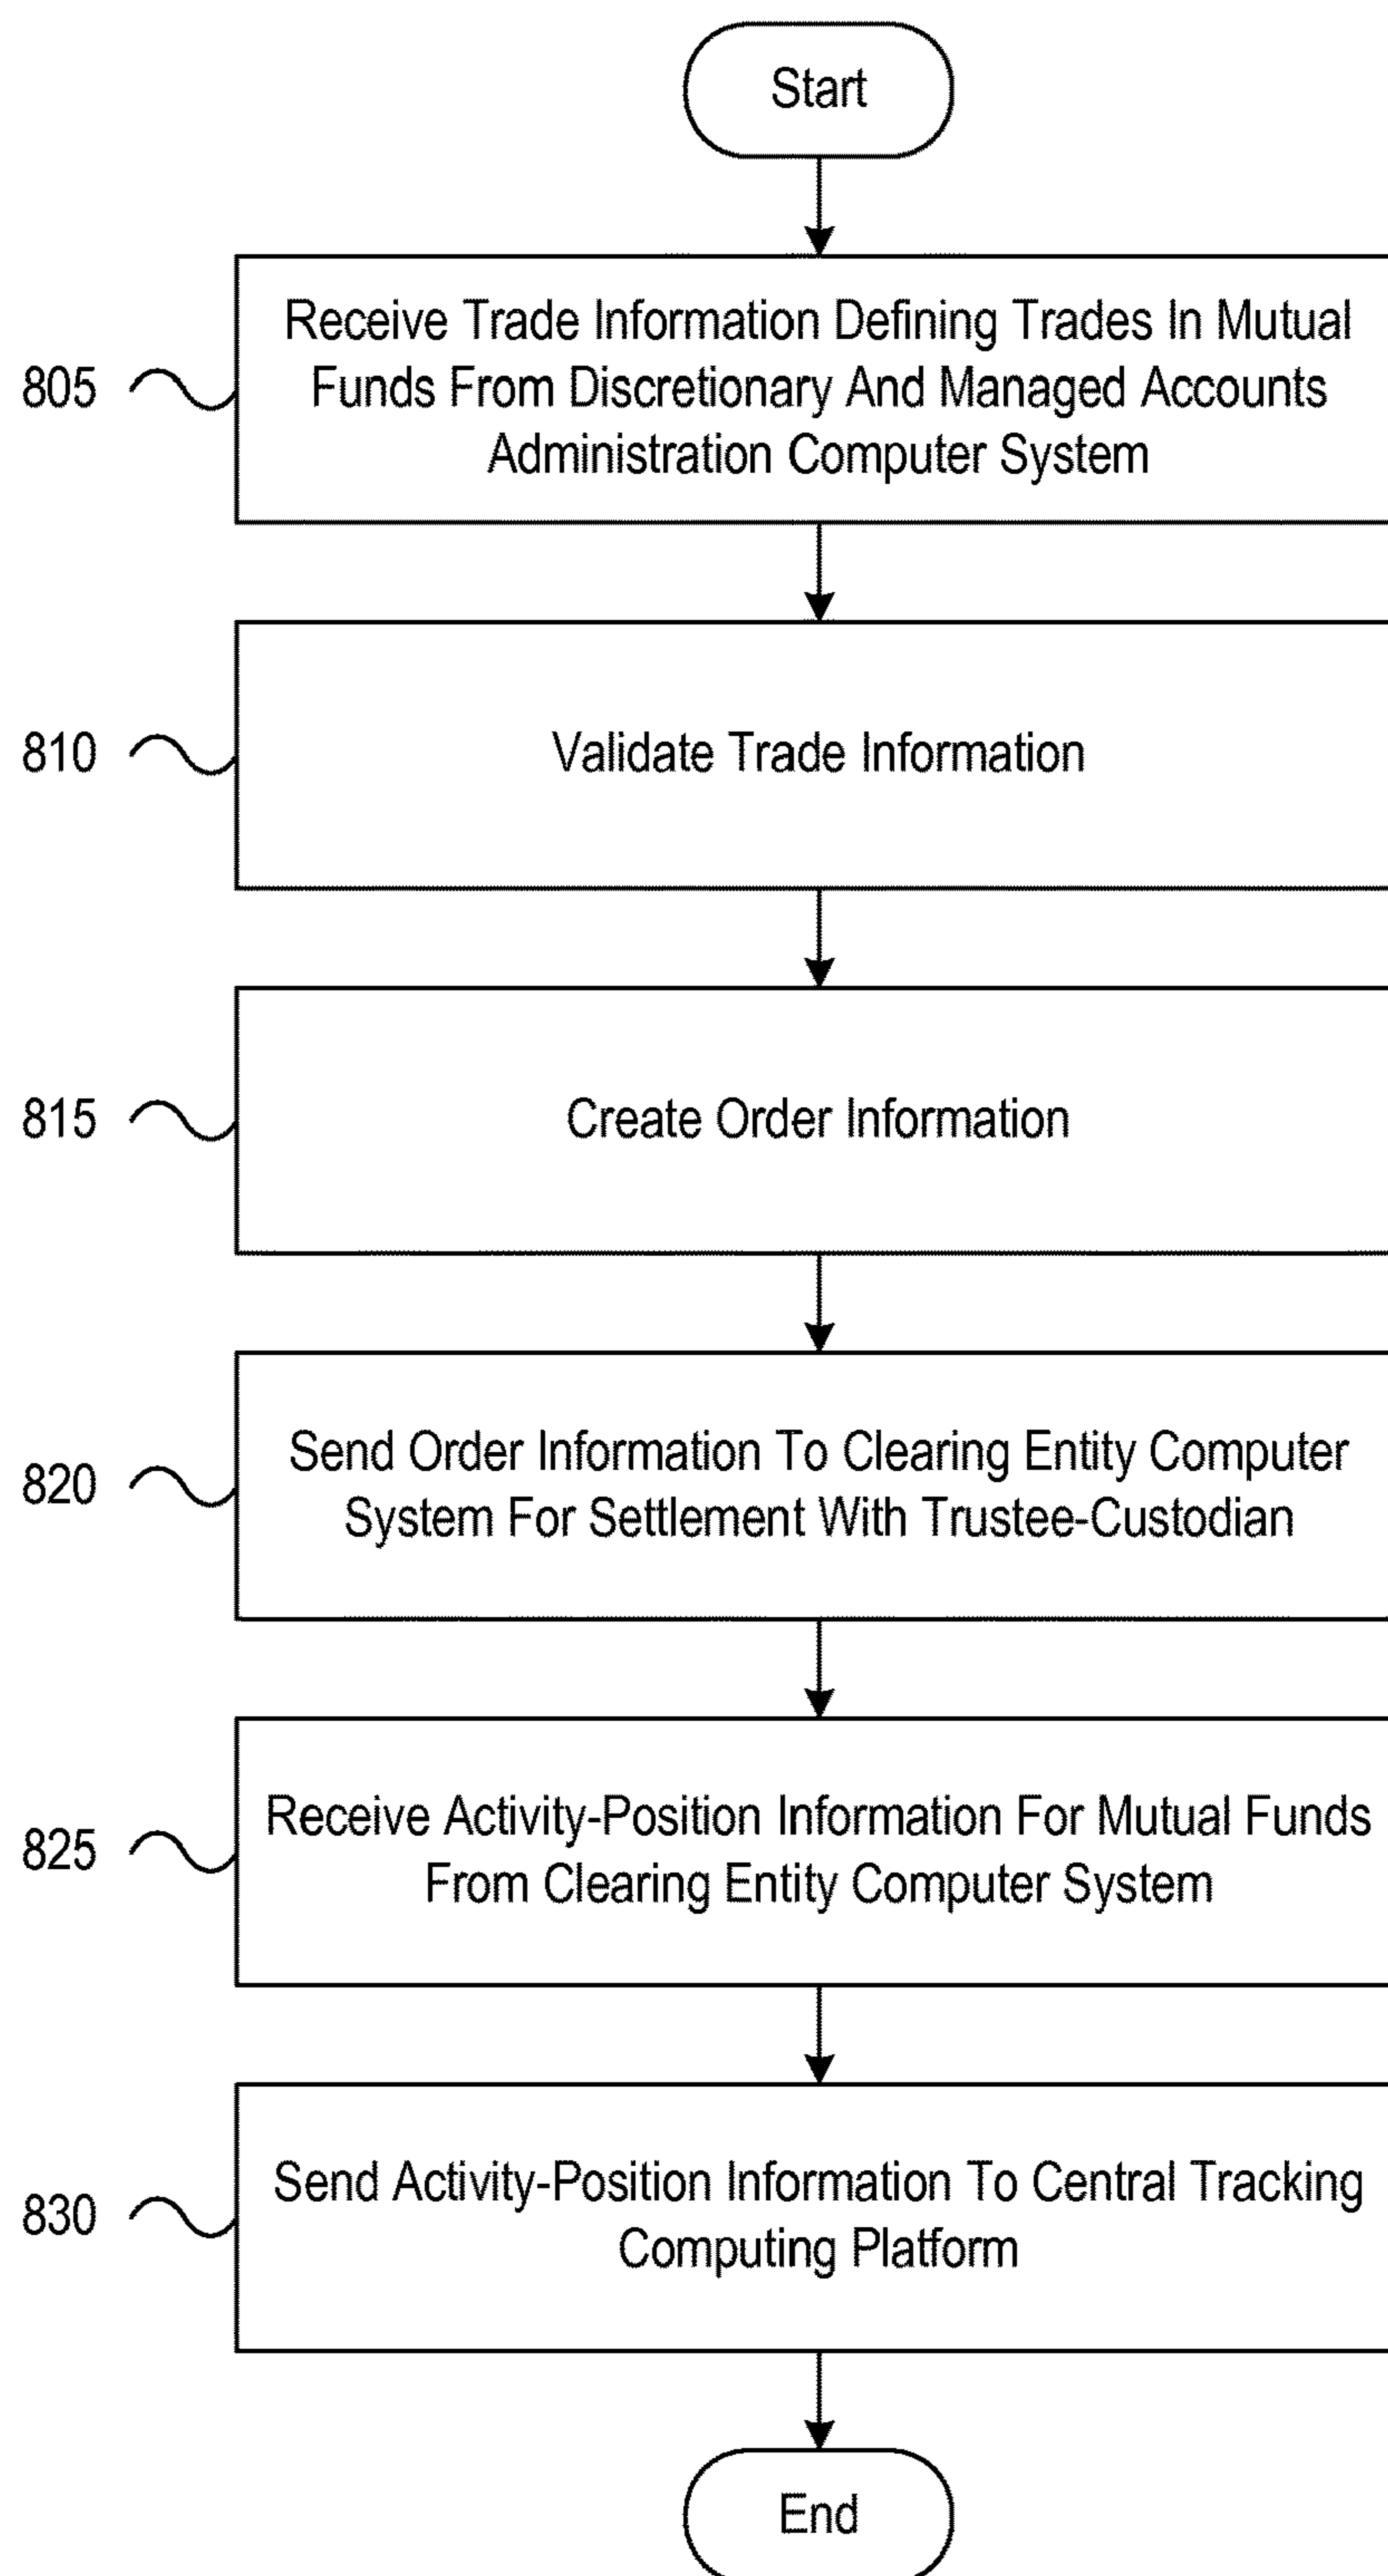 Start
805
Receive Trade Information Defining Trades In Mutual
Funds From Discretionary And Managed Accounts
Administration Computer System
810
Validate Trade Information
815
Create Order Information
820
Send Order Information To Clearing Entity Computer
System For Settlement With Trustee-Custodian
825
Receive Activity-Position Information For Mutual Funds
From Clearing Entity Computer System
830
Send Activity-Position Information To Central Tracking
Computing Platform
End